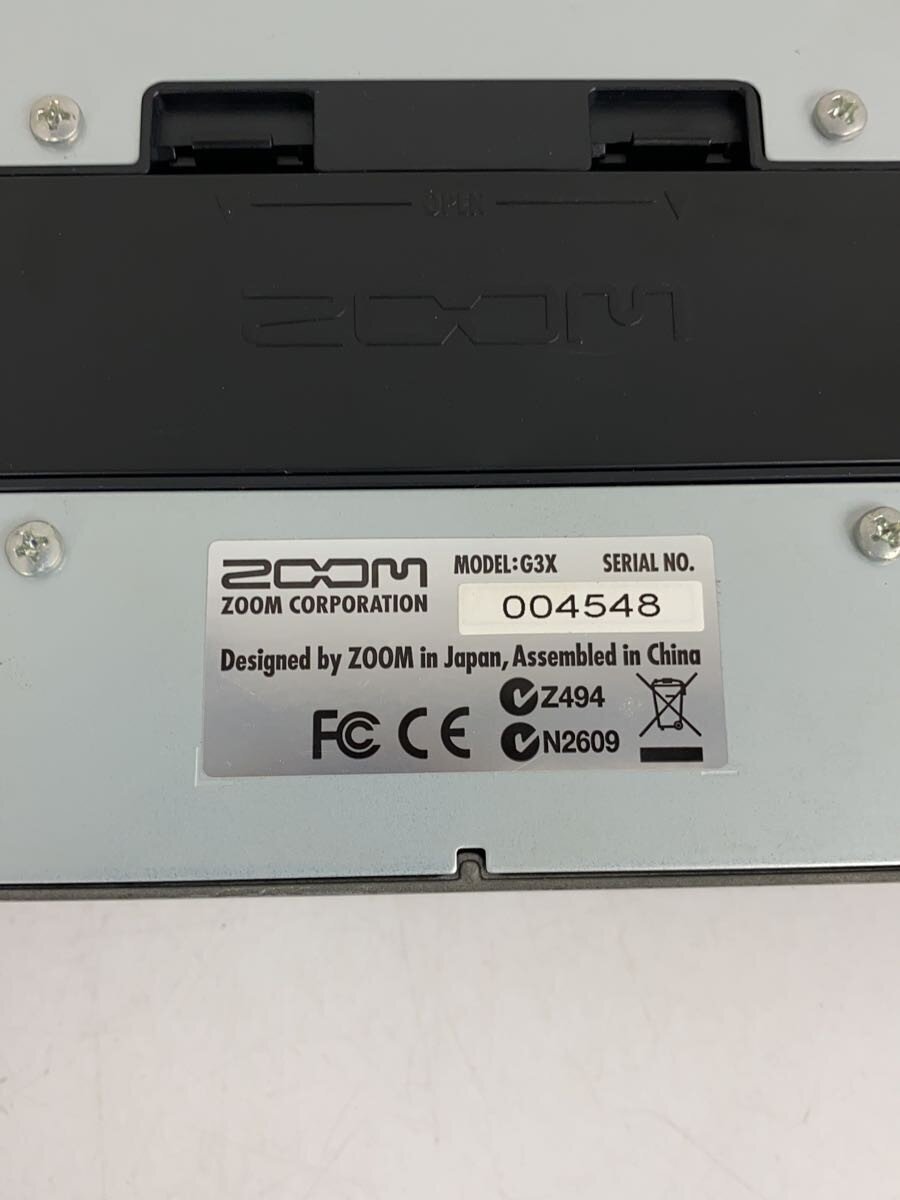 OPEN
ZOOM
ZOOM MODEL:G3X SERIAL NO.
ZOOM CORPORATION 004548
Designed by ZOOM in Japan, Assembled in China
FC CE Z494
N2609